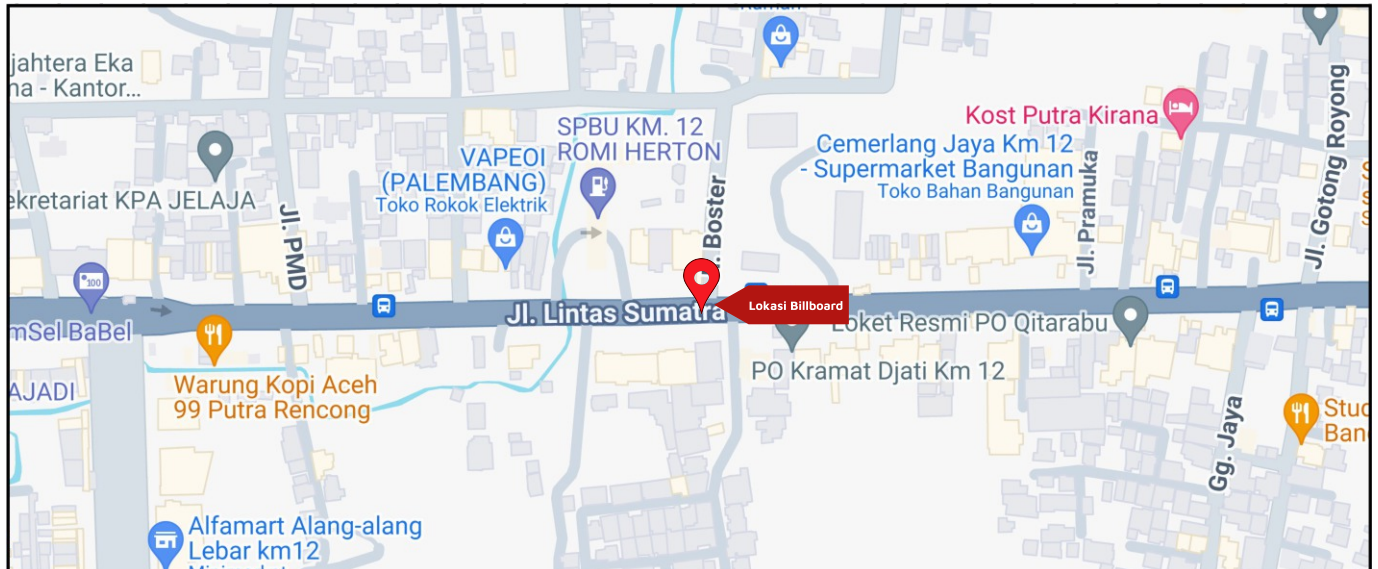 jahtera Eka
na - Kantor...
SPBU KM. 12
ROMI HERTON
VAPEOI
(PALEMBANG)
Toko Rokok Elektrik
Kost Putra Kirana
Cemerlang Jaya Km 12
- Supermarket Bangunan
Toko Bahan Bangunan
Jl. Gotong Royong
Jl. Pramuka
ekretariat KPA JELAJA
Jl. PMD
. Boster
100
mSel BaBel
Jl. Lintas Sumatra
Lokasi Billboard
Loket Resmi PO Qitarabu
PO Kramat Djati Km 12
AJADI
Warung Kopi Aceh
99 Putra Rencong
Gg. Jaya
Stud
Ban
Alfamart Alang-alang
Lebar km12